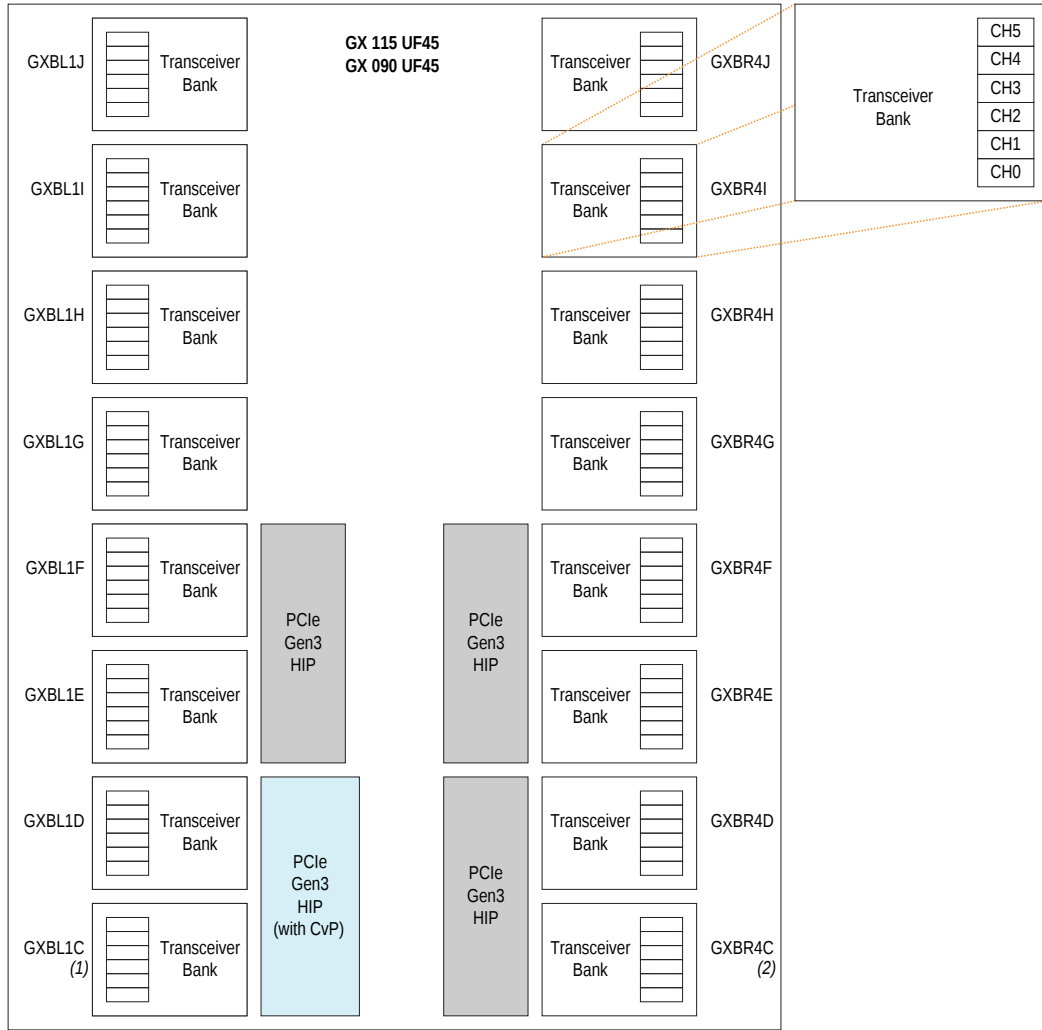 GX 115 UF45
GX 090 UF45
GXBL1J
Transceiver
Bank
Transceiver
Bank
GXBR4J
Transceiver
Bank
CH5
CH4
CH3
CH2
CH1
CH0
GXBL1I
Transceiver
Bank
Transceiver
Bank
GXBR4I
GXBL1H
Transceiver
Bank
Transceiver
Bank
GXBR4H
GXBL1G
Transceiver
Bank
Transceiver
Bank
GXBR4G
GXBL1F
Transceiver
Bank
PCIe
Gen3
HIP
PCIe
Gen3
HIP
Transceiver
Bank
GXBR4F
GXBL1E
Transceiver
Bank
Transceiver
Bank
GXBR4E
GXBL1D
Transceiver
Bank
PCIe
Gen3
HIP
(with CvP)
PCIe
Gen3
HIP
Transceiver
Bank
GXBR4D
GXBL1C
(1)
Transceiver
Bank
Transceiver
Bank
GXBR4C
(2)